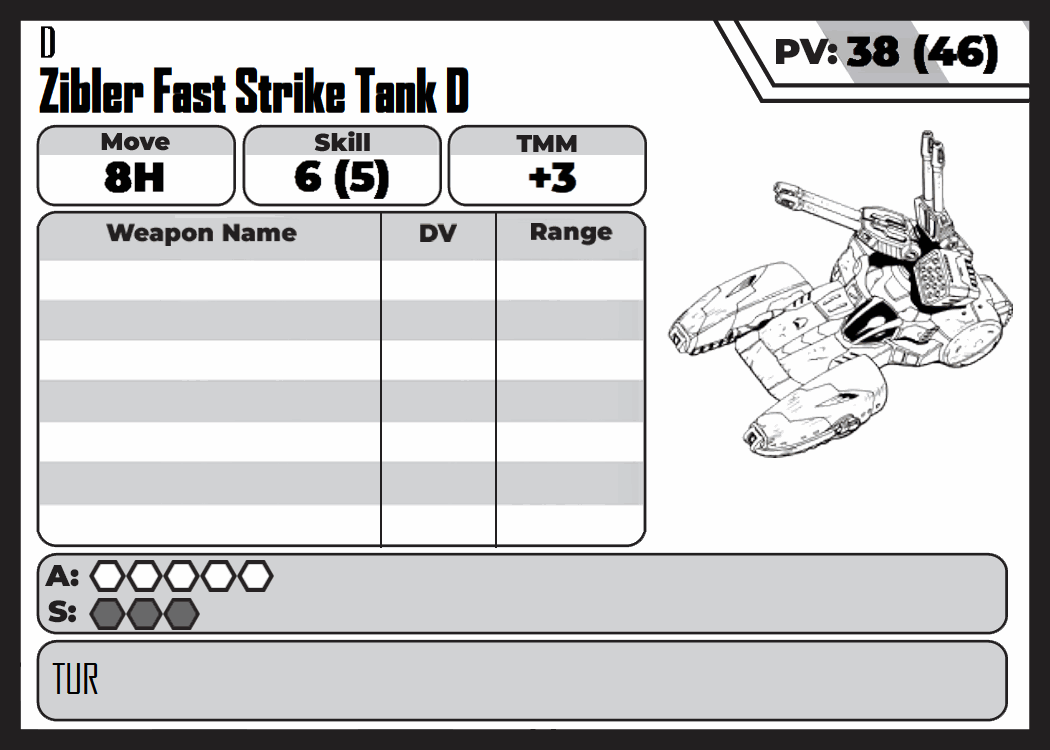 D
Zibler Fast Strike Tank D
PV: 38 (46)
Move Skill TMM
8H 6 (5) +3
Weapon Name DV Range
A:
S:
TUR